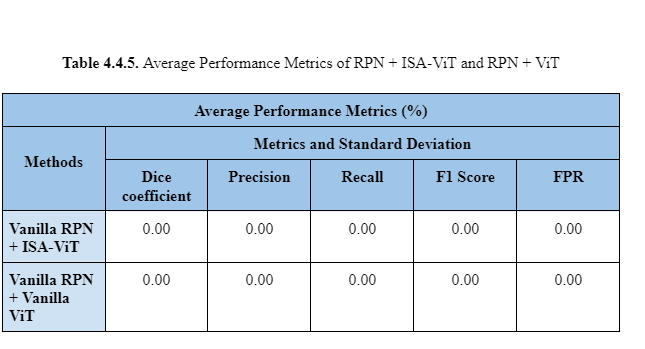 Table 4.4.5. Average Performance Metrics of RPN + ISA-ViT and RPN + ViT
Average Performance Metrics (%)
Methods
Metrics and Standard Deviation
Dice
coefficient
Precision
Recall
F1 Score
FPR
Vanilla RPN
+ ISA-ViT
0.00
0.00
0.00
0.00
0.00
Vanilla RPN
+ Vanilla
ViT
0.00
0.00
0.00
0.00
0.00